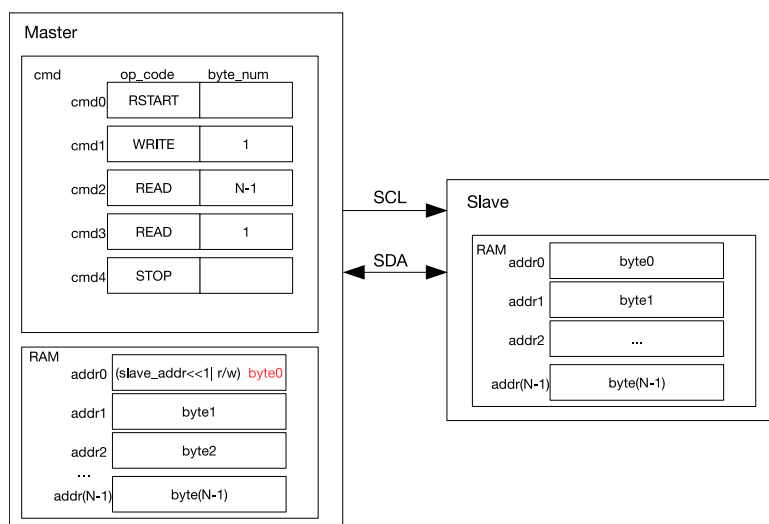 Master
cmd op_code byte_num
cmd0 RSTART
cmd1 WRITE 1
cmd2 READ N-1
cmd3 READ 1
cmd4 STOP
RAM
addr0 (slave_addr<<1| r/w) byte0
addr1 byte1
addr2 byte2
...
addr(N-1) byte(N-1)
SCL
SDA
Slave
RAM
addr0 byte0
addr1 byte1
addr2 ...
addr(N-1) byte(N-1)